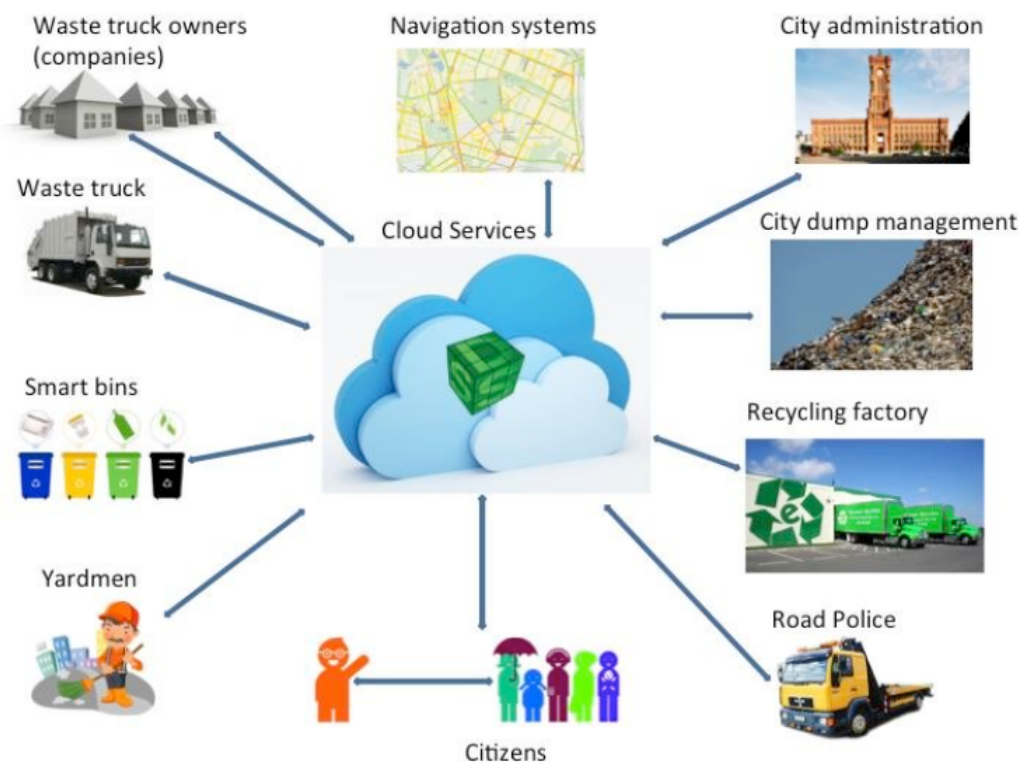 Waste truck owners
(companies)
Navigation systems
City administration
Waste truck
Cloud Services
City dump management
Smart bins
Recycling factory
Yardmen
Road Police
Citizens